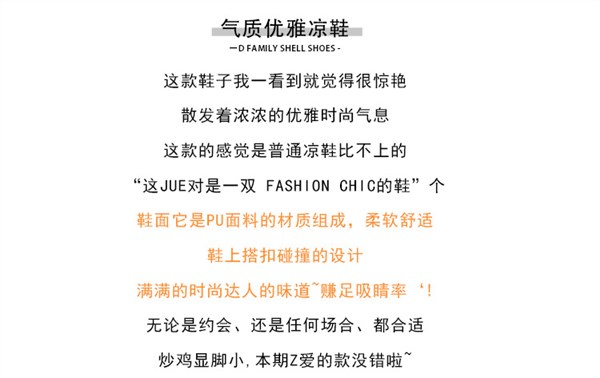 气质优雅凉鞋
—D FAMILY SHELL SHOES -
这款鞋子我一看到就觉得很惊艳
散发着浓浓的优雅时尚气息
这款的感觉是普通凉鞋比不上的
“这JUE对是一双 FASHION CHIC的鞋”个
鞋面它是PU面料的材质组成，柔软舒适
鞋上搭扣碰撞的设计
满满的时尚达人的味道~赚足吸睛率‘！
无论是约会、还是任何场合、都合适
炒鸡显脚小,本期Z爱的款没错啦~